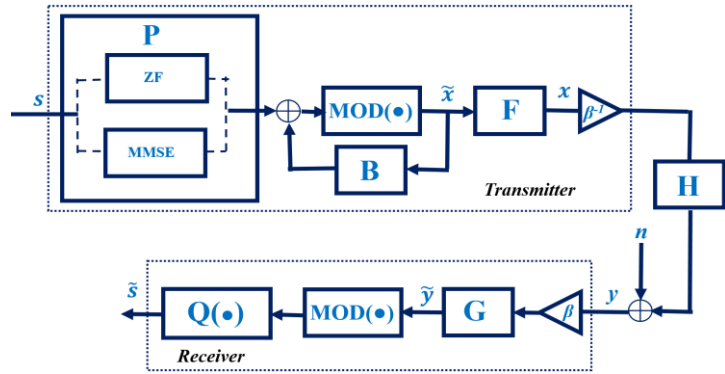 P
ZF
s
MMSE
MOD(•)
x̃
F
x
β⁻¹
B
Transmitter
H
n
s̃
Q(•)
MOD(•)
ỹ
G
β
y
Receiver